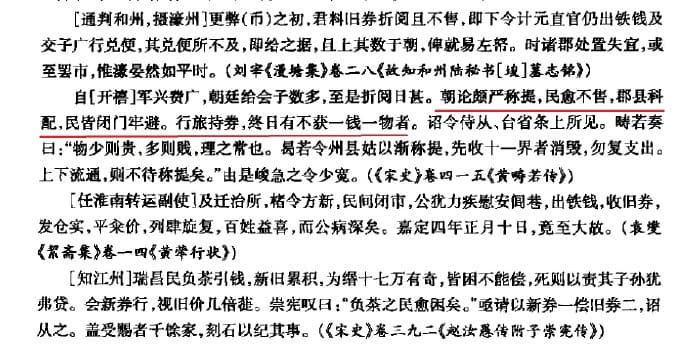 [通判和州,摄濠州]更弊(币)之初,君料旧券折阅且不售,即下令计元直官仍出铁钱及
交子广行兑便,其兑便所不及,即给之据,且上其数于朝,俾就易左帑。时诸郡处置失宜,或
至罢市,惟濠晏然如平时。(刘宰《漫塘集》卷二八《故知和州陆秘书[埈]墓志铭》)
自[开禧]军兴费广,朝廷给会子数多,至是折阅日甚。朝论颇严称提,民愈不售,郡县科
配,民皆闭门牢避。行旅持券,终日有不获一钱一物者。诏令侍从、台省条上所见。畴若奏
曰:“物少则贵,多则贱,理之常也。曷若令州县姑以渐称提,先收十一界者消毁,勿复支出。
上下流通,则不待称提矣。”由是峻急之令少宽。(《宋史》卷四一五《黄畴若传》)
[任淮南转运副使]及迁治所,楮令方新,民间闭市,公犹力疾慰安闾巷,出铁钱,收旧券,
发仓实,平籴价,列肆旋复,百姓益喜,而公病深矣。嘉定四年正月十日,竟至大故。(袁燮
《絜斋集》卷一四《黄荦行状》)
[知江州]瑞昌民负茶引钱,新旧累积,为缗十七万有奇,皆困不能偿,死则以责其子孙犹
弗贷。会新券行,视旧价几倍蓰。崇宪叹曰:“负茶之民愈困矣。”亟请以新券一偿旧券二,诏
从之。盖受赐者千馀家,刻石以纪其事。(《宋史》卷三九二《赵汝愚传附子崇宪传》)